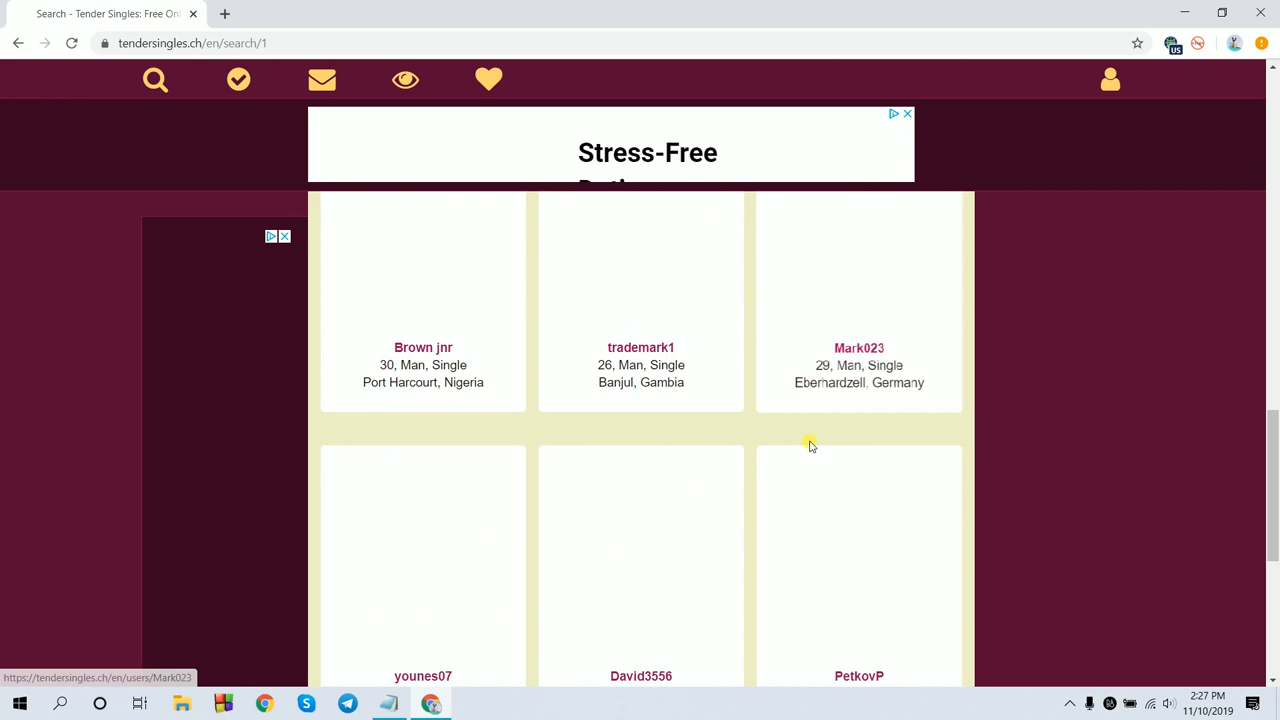 Search - Tender Singles: Free Onl
tendersingles.ch/en/search/1
US
Stress-Free
Brown jnr
30, Man, Single
Port Harcourt, Nigeria
trademark1
26, Man, Single
Banjul, Gambia
Mark023
29, Man, Single
Eberhardzell, Germany
younes07
David3556
PetkovP
https://tendersingles.ch/en/users/Mark023
2:27 PM
11/10/2019